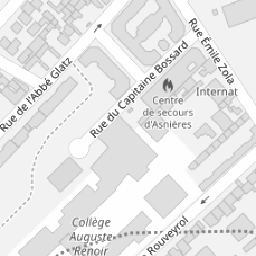 Rue Émile Zola
Rue de l'Abbé Glatz
Rue du Capitaine Bossard
Internat
Centre
de secours
d'Asnières
Collège
Auguste
Renoir
Rouveyrol